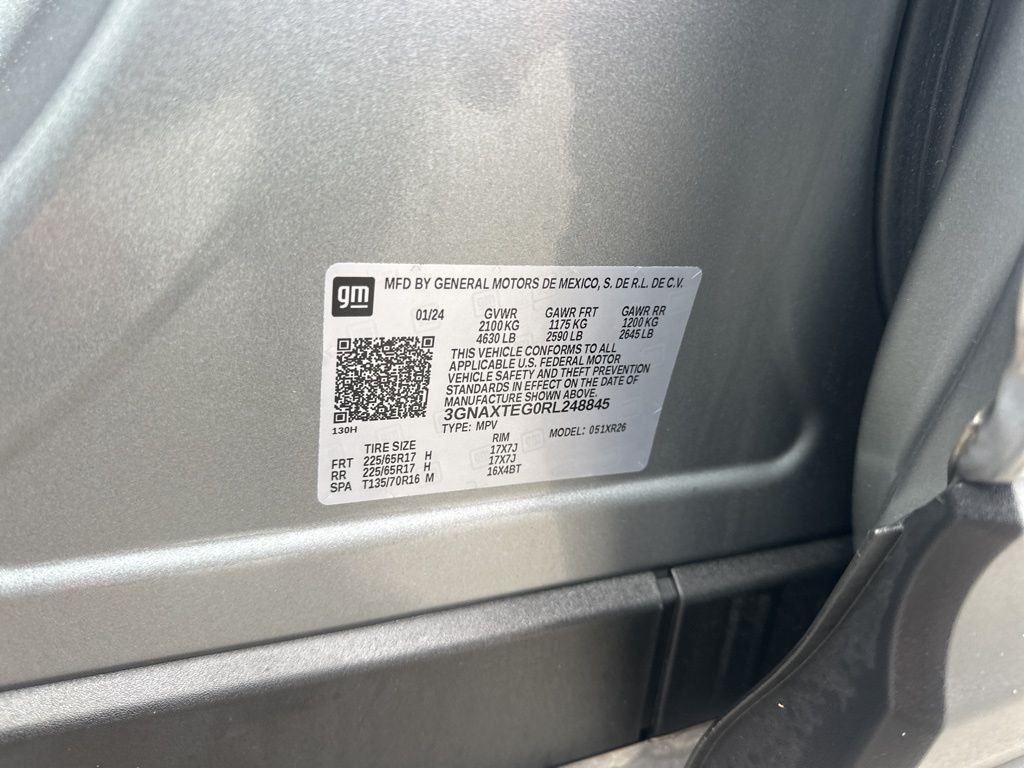 gm MFD BY GENERAL MOTORS DE MEXICO, S. DE R.L. DE C.V.
01/24 GVWR GAWR FRT GAWR RR
2100 KG 1175 KG 1200 KG
4630 LB 2590 LB 2645 LB
THIS VEHICLE CONFORMS TO ALL
APPLICABLE U.S. FEDERAL MOTOR
VEHICLE SAFETY AND THEFT PREVENTION
STANDARDS IN EFFECT ON THE DATE OF
MANUFACTURE SHOWN ABOVE.
3GNAXTEG0RL248845
130H
TYPE: MPV MODEL: 051XR26
TIRE SIZE RIM
FRT 225/65R17 H 17X7J
RR 225/65R17 H 17X7J
SPA T135/70R16 M 16X4BT